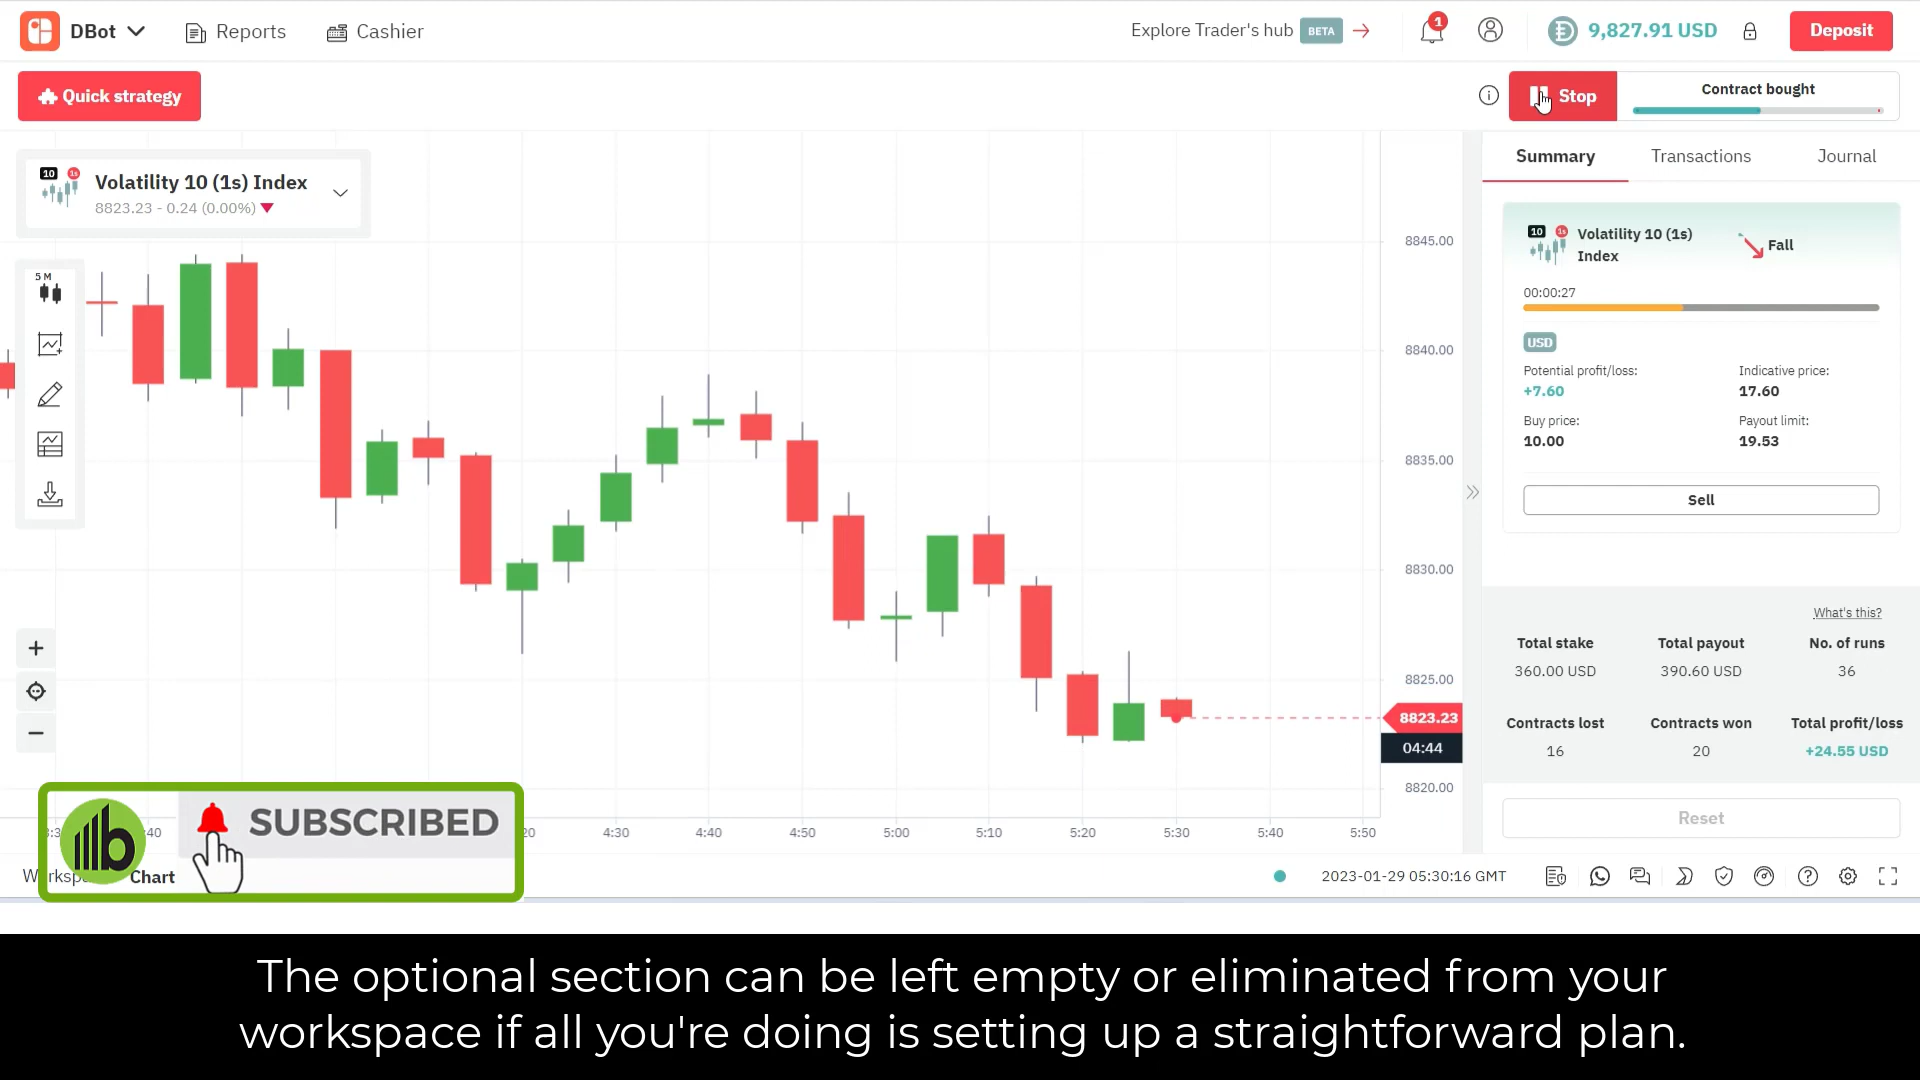 DBot
Reports
Cashier
Explore Trader's hub BETA
1
9,827.91 USD
Deposit
Quick strategy
Stop
Contract bought
10 1s
Volatility 10 (1s) Index
8823.23 - 0.24 (0.00%)
Summary
Transactions
Journal
10 1s
Volatility 10 (1s)
Index
Fall
00:00:27
USD
Potential profit/loss:
+7.60
Indicative price:
17.60
Buy price:
10.00
Payout limit:
19.53
Sell
5 M
8845.00
8840.00
8835.00
8830.00
8825.00
8823.23
04:44
8820.00
What's this?
Total stake
360.00 USD
Total payout
390.60 USD
No. of runs
36
Contracts lost
16
Contracts won
20
Total profit/loss
+24.55 USD
Reset
4:30
4:40
4:50
5:00
5:10
5:20
5:30
5:40
5:50
b
SUBSCRIBED
Chart
2023-01-29 05:30:16 GMT
The optional section can be left empty or eliminated from your
workspace if all you're doing is setting up a straightforward plan.